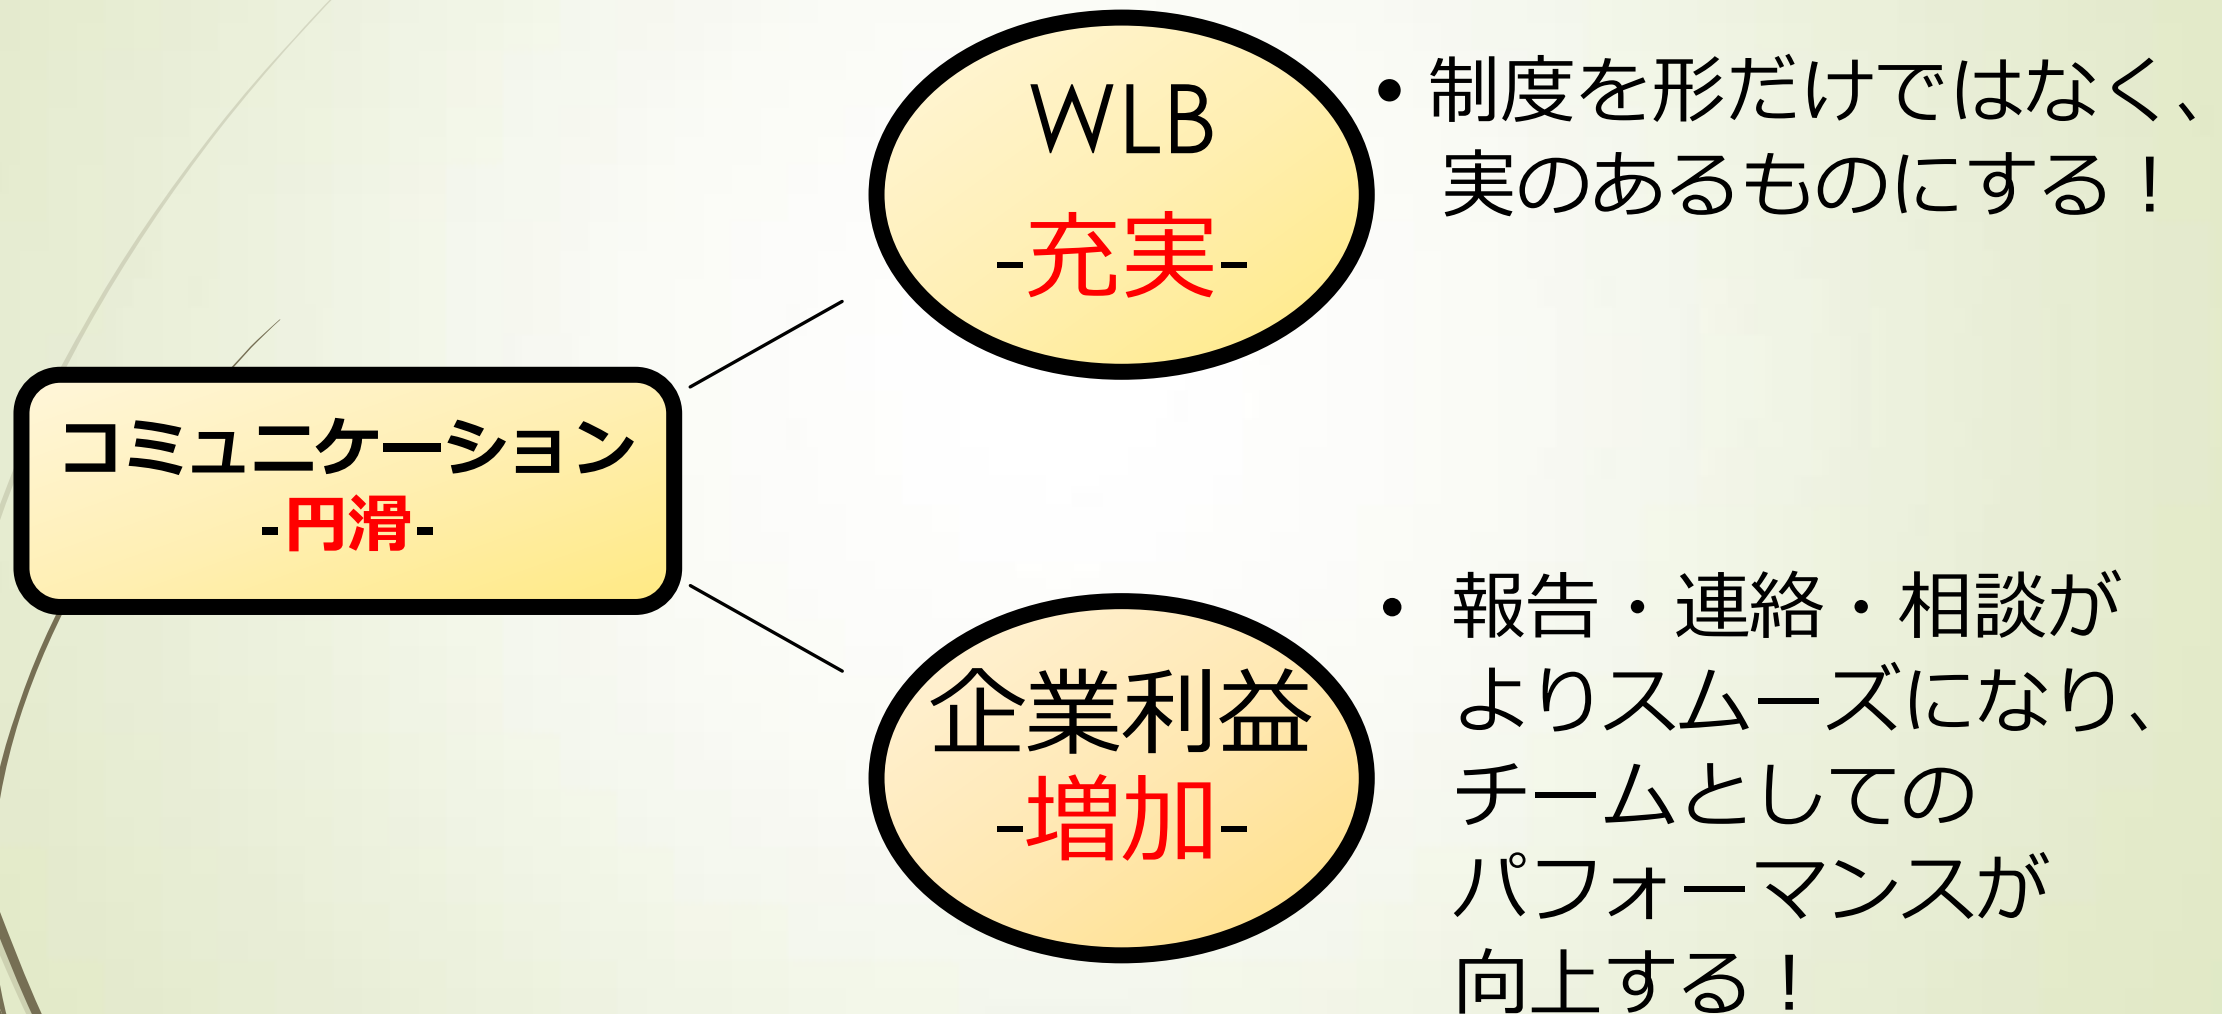 WLB
-充実-
• 制度を形だけではなく、
実のあるものにする！
コミュニケーション
-円滑-
企業利益
-増加-
• 報告・連絡・相談が
よりスムーズになり、
チームとしての
パフォーマンスが
向上する！